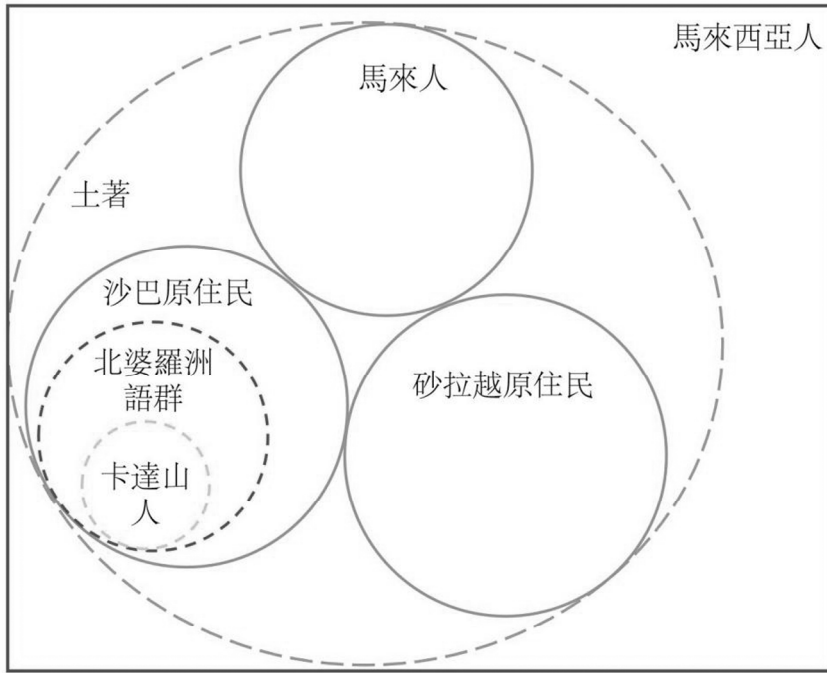 馬來西亞人
馬來人
土著
沙巴原住民
北婆羅洲
語群
砂拉越原住民
卡達山
人